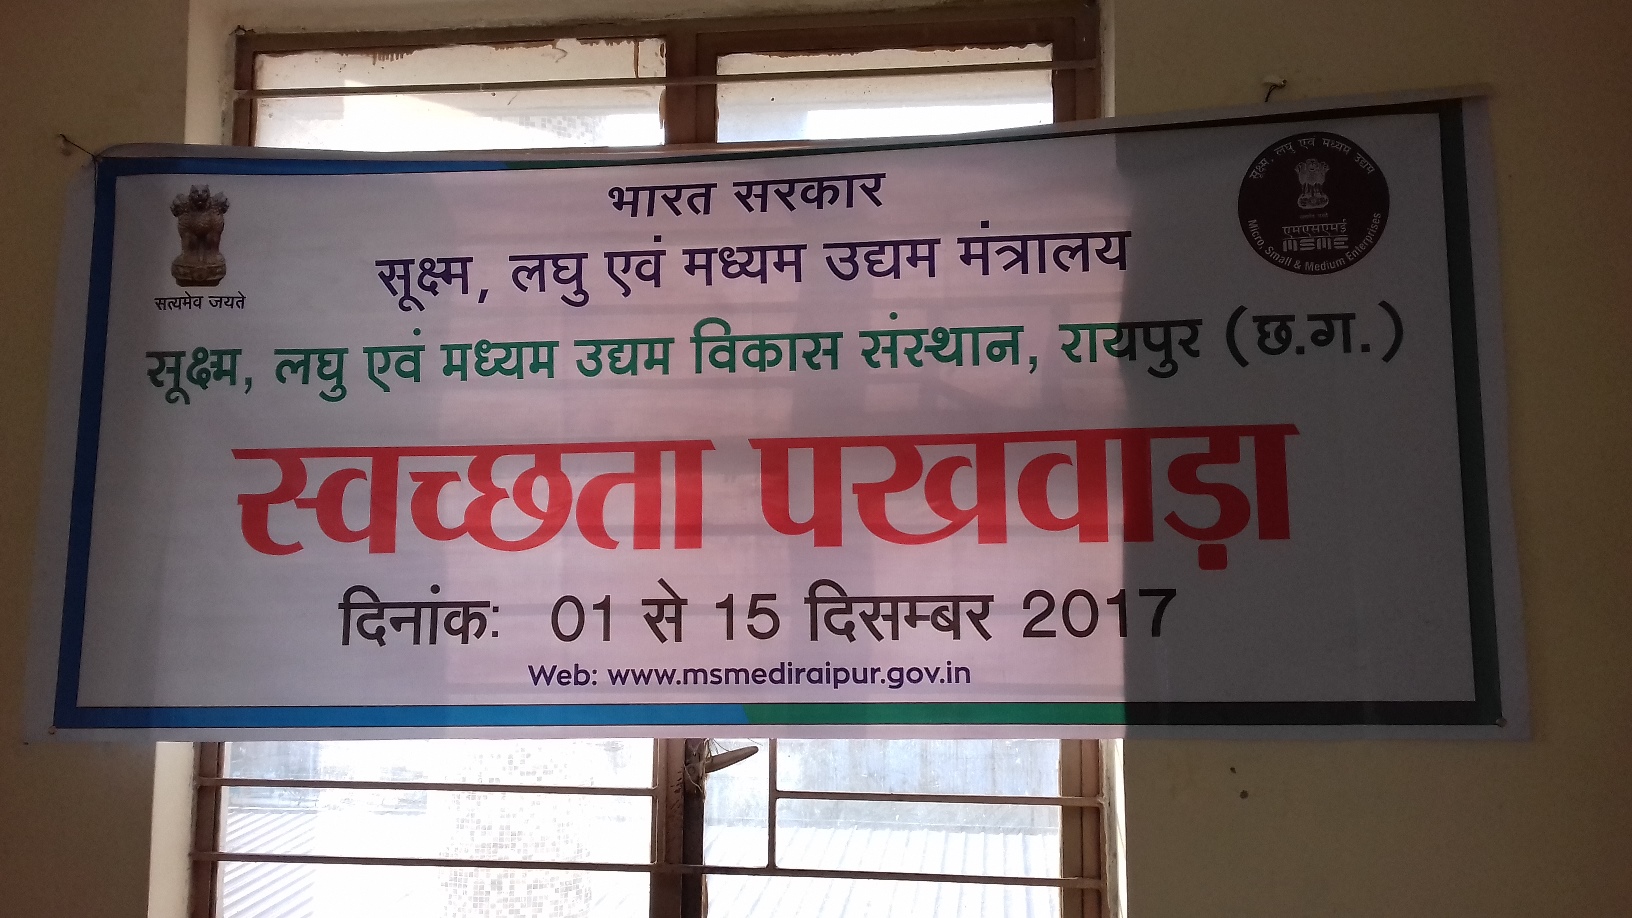 भारत सरकार
सूक्ष्म, लघु एवं मध्यम उद्यम मंत्रालय
सत्यमेव जयते
सूक्ष्म, लघु एवं मध्यम उद्यम
एमएसएमई
MSME
Micro, Small & Medium Enterprises
सूक्ष्म, लघु एवं मध्यम उद्यम विकास संस्थान, रायपुर (छ.ग.)
स्वच्छता पखवाड़ा
दिनांक: 01 से 15 दिसम्बर 2017
Web: www.msmediraipur.gov.in